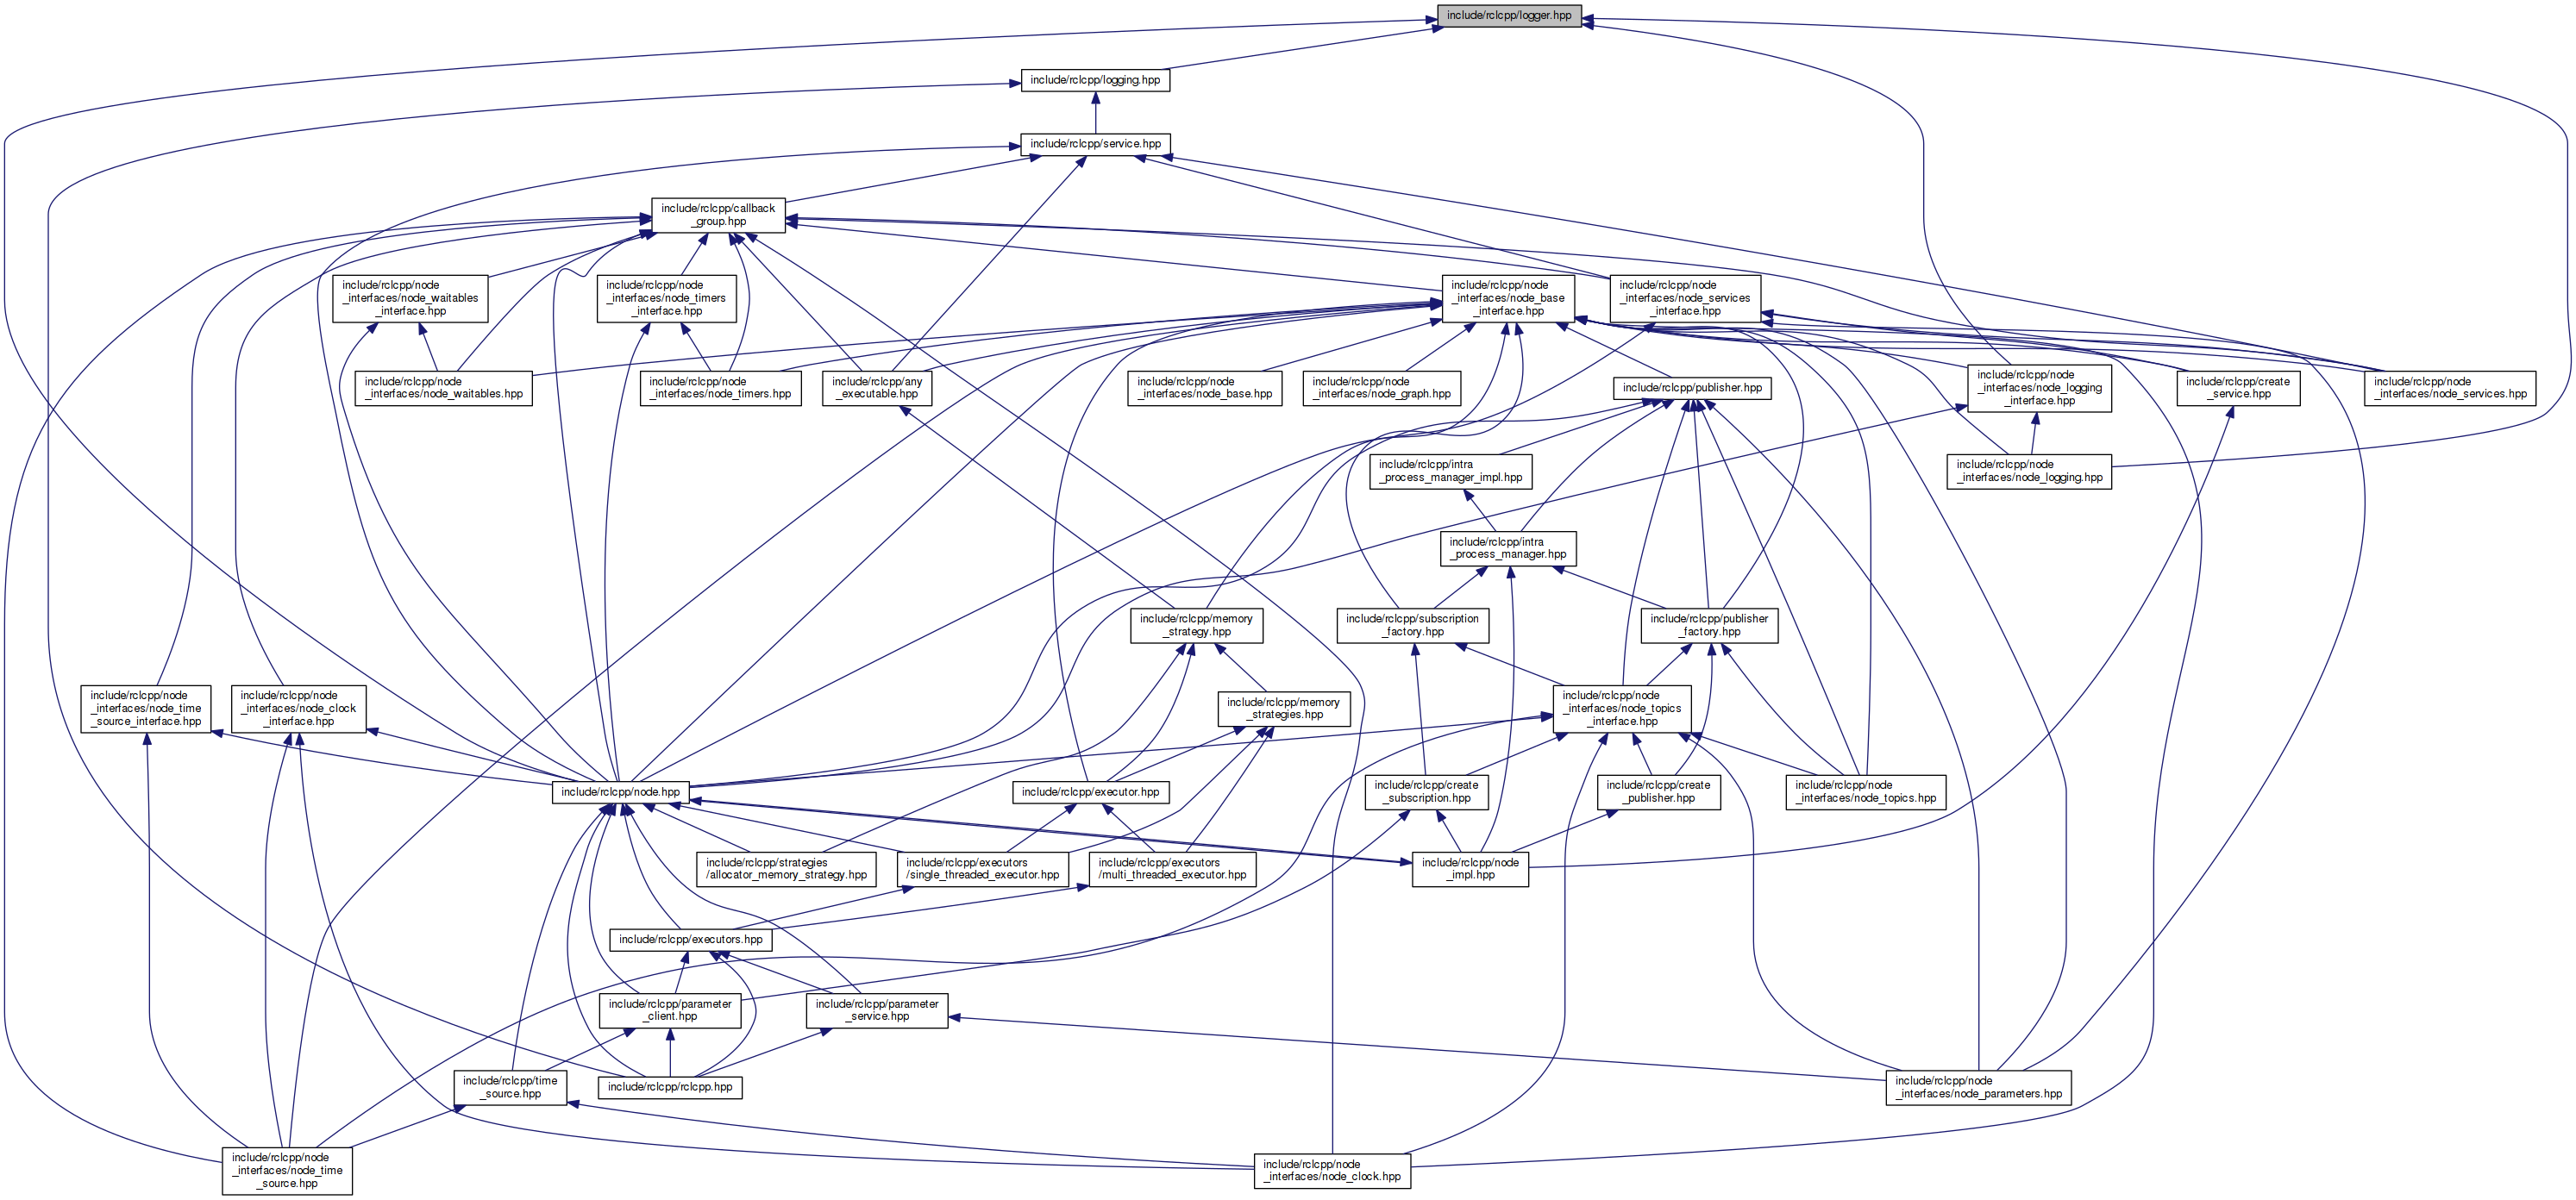 include/rclcpp/logger.hpp
include/rclcpp/logging.hpp
include/rclcpp/service.hpp
include/rclcpp/callback
_group.hpp
include/rclcpp/node
_interfaces/node_waitables
_interface.hpp
include/rclcpp/node
_interfaces/node_timers
_interface.hpp
include/rclcpp/node
_interfaces/node_base
_interface.hpp
include/rclcpp/node
_interfaces/node_services
_interface.hpp
include/rclcpp/node
_interfaces/node_waitables.hpp
include/rclcpp/node
_interfaces/node_timers.hpp
include/rclcpp/any
_executable.hpp
include/rclcpp/node
_interfaces/node_base.hpp
include/rclcpp/node
_interfaces/node_graph.hpp
include/rclcpp/publisher.hpp
include/rclcpp/node
_interfaces/node_logging
_interface.hpp
include/rclcpp/create
_service.hpp
include/rclcpp/node
_interfaces/node_services.hpp
include/rclcpp/intra
_process_manager_impl.hpp
include/rclcpp/node
_interfaces/node_logging.hpp
include/rclcpp/intra
_process_manager.hpp
include/rclcpp/memory
_strategy.hpp
include/rclcpp/subscription
_factory.hpp
include/rclcpp/publisher
_factory.hpp
include/rclcpp/node
_interfaces/node_time
_source_interface.hpp
include/rclcpp/node
_interfaces/node_clock
_interface.hpp
include/rclcpp/memory
_strategies.hpp
include/rclcpp/node
_interfaces/node_topics
_interface.hpp
include/rclcpp/node.hpp
include/rclcpp/executor.hpp
include/rclcpp/create
_subscription.hpp
include/rclcpp/create
_publisher.hpp
include/rclcpp/node
_interfaces/node_topics.hpp
include/rclcpp/strategies
/allocator_memory_strategy.hpp
include/rclcpp/executors
/single_threaded_executor.hpp
include/rclcpp/executors
/multi_threaded_executor.hpp
include/rclcpp/node
_impl.hpp
include/rclcpp/executors.hpp
include/rclcpp/parameter
_client.hpp
include/rclcpp/parameter
_service.hpp
include/rclcpp/time
_source.hpp
include/rclcpp/rclcpp.hpp
include/rclcpp/node
_interfaces/node_parameters.hpp
include/rclcpp/node
_interfaces/node_time
_source.hpp
include/rclcpp/node
_interfaces/node_clock.hpp